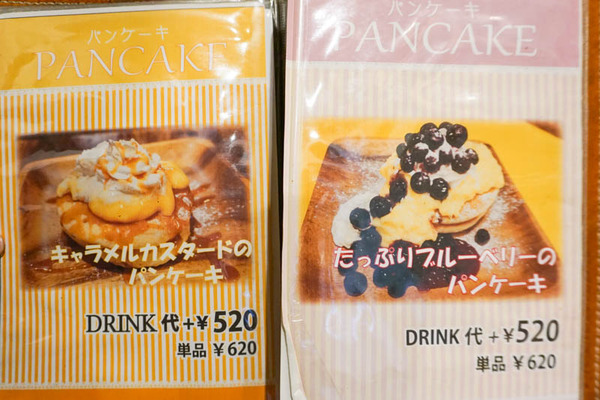 パンケーキ
PANCAKE
キャラメルカスタードの
パンケーキ
DRINK 代 +¥520
単品 ¥620
パンケーキ
PANCAKE
たっぷりブルーベリーの
パンケーキ
DRINK 代 +¥520
単品 ¥620